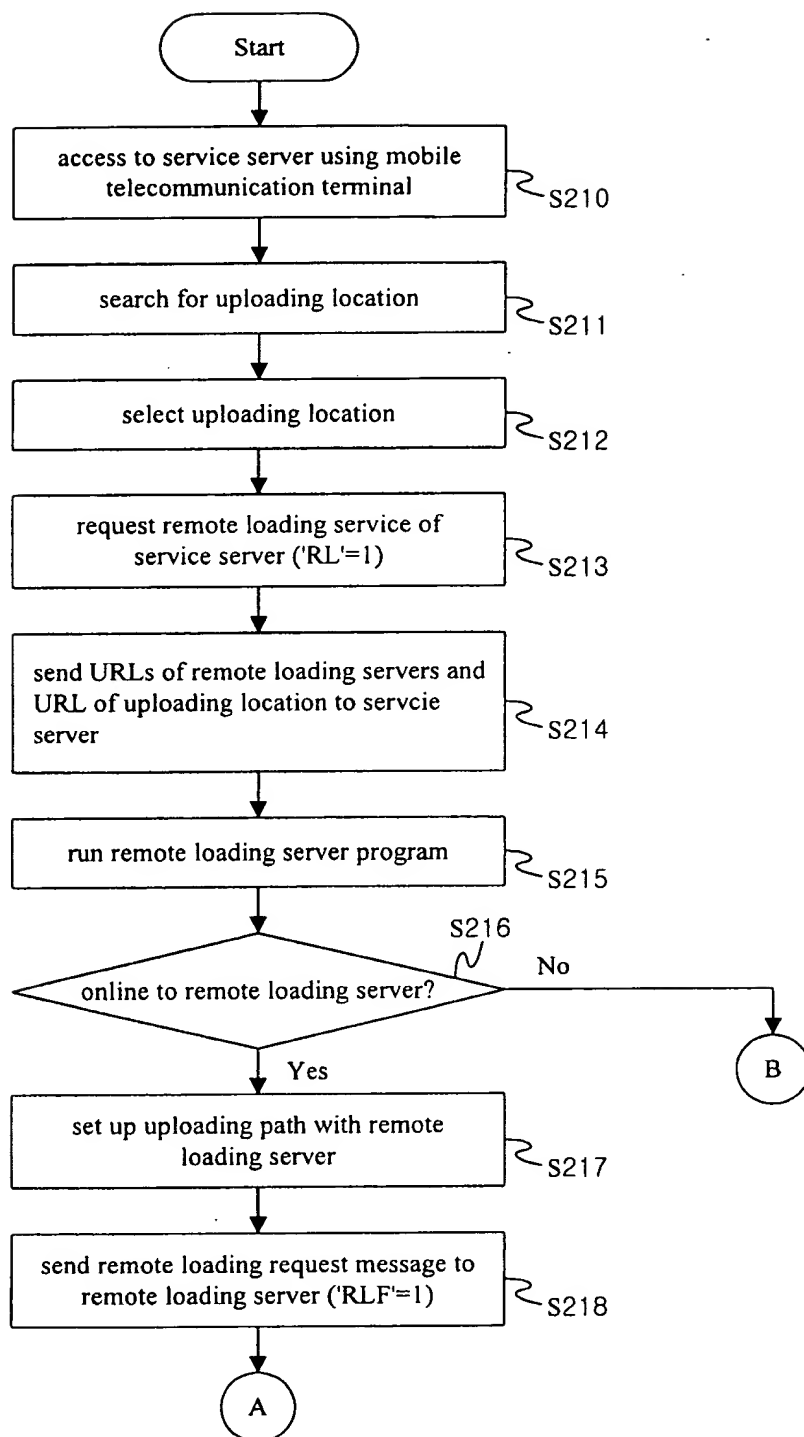 Start
access to service server using mobile
telecommunication terminal
S210
search for uploading location
S211
select uploading location
S212
request remote loading service of
service server ('RL'=1)
S213
send URLs of remote loading servers and
URL of uploading location to servcie
server
S214
run remote loading server program
S215
S216
online to remote loading server?
No
B
Yes
set up uploading path with remote
loading server
S217
send remote loading request message to
remote loading server ('RLF'=1)
S218
A